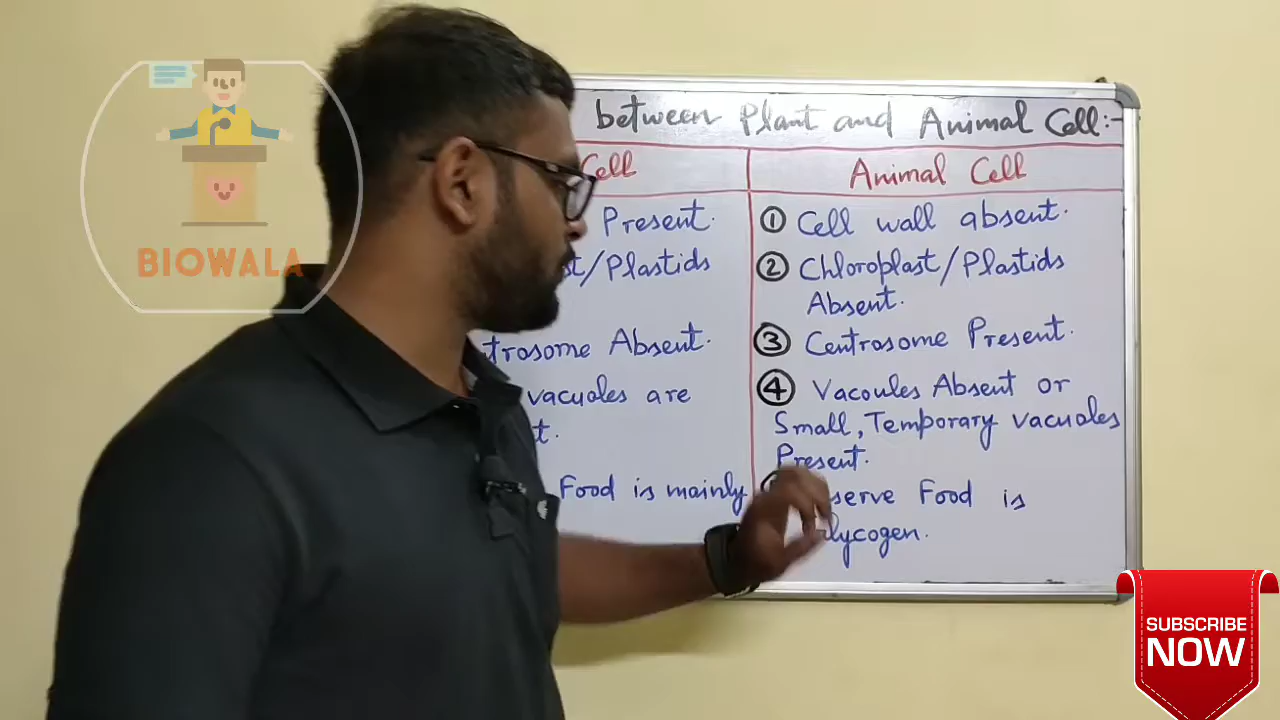 between Plant and Animal Cell:-
Cell
Present.
st/Plastids
trosome Absent.
vacuoles are
t.
Food is mainly
Animal Cell
① Cell wall absent.
② Chloroplast/Plastids
Absent.
③ Centrosome Present.
④ Vacoules Absent or
Small, Temporary vacuoles
Present.
serve Food is
lycogen.
BIOWALA
SUBSCRIBE
NOW